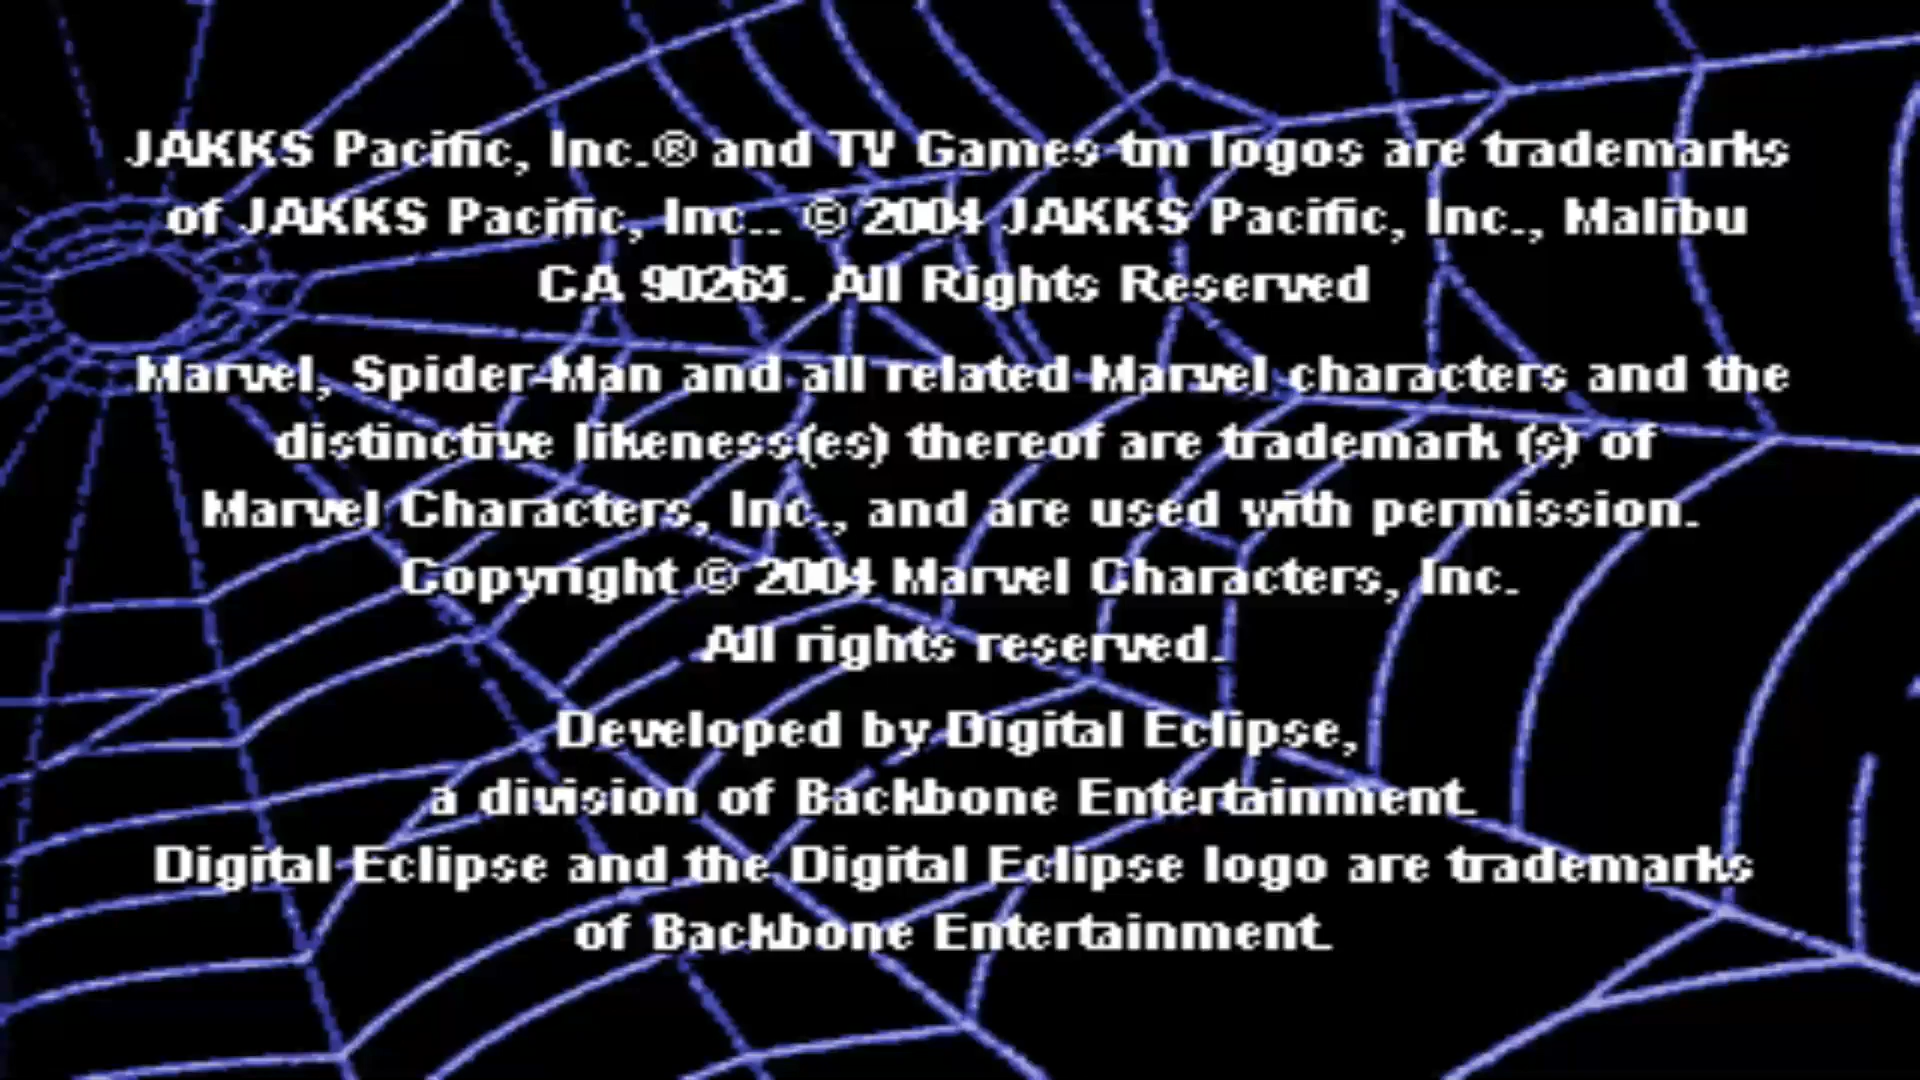 JAKKS Pacific, Inc.® and TV Games tm logos are trademarks
of JAKKS Pacific, Inc.. © 2004 JAKKS Pacific, Inc., Malibu
CA 90265. All Rights Reserved
Marvel, Spider-Man and all related Marvel characters and the
distinctive likeness(es) thereof are trademark (s) of
Marvel Characters, Inc., and are used with permission.
Copyright © 2004 Marvel Characters, Inc.
All rights reserved.
Developed by Digital Eclipse,
a division of Backbone Entertainment.
Digital Eclipse and the Digital Eclipse logo are trademarks
of Backbone Entertainment.